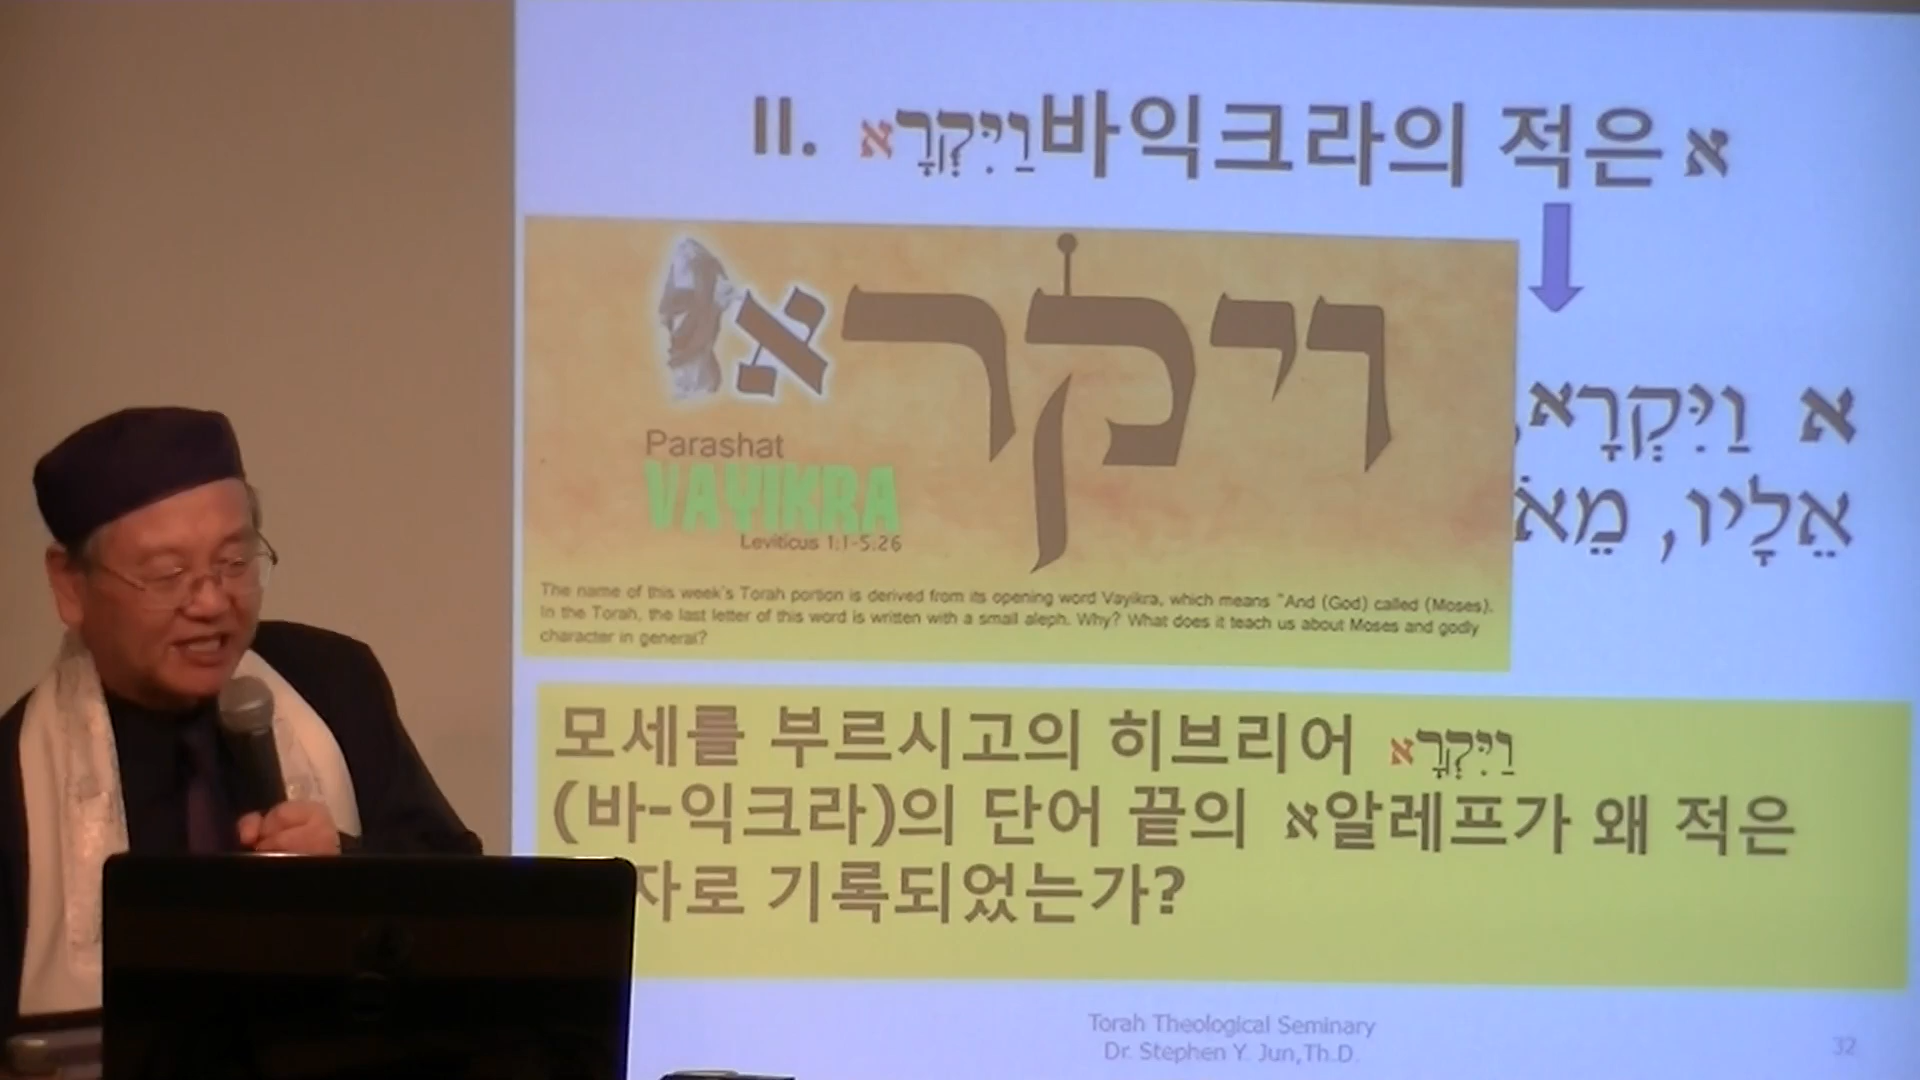 II. וַיִּקְרָא바익크라의 적은 א
ויקרא
Parashat
VAYIKRA
Leviticus 1:1-5:26
The name of this week's Torah portion is derived from its opening word Vayikra, which means "And (God) called (Moses).
In the Torah, the last letter of this word is written with a small aleph. Why? What does it teach us about Moses and godly
character in general?
א וַיִּקְרָא,
אֵלָיו, מֵאֹ
모세를 부르시고의 히브리어 וַיִּקְרָא
(바-익크라)의 단어 끝의 א알레프가 왜 적은
자로 기록되었는가?
Torah Theological Seminary
Dr. Stephen Y. Jun,Th.D.
32